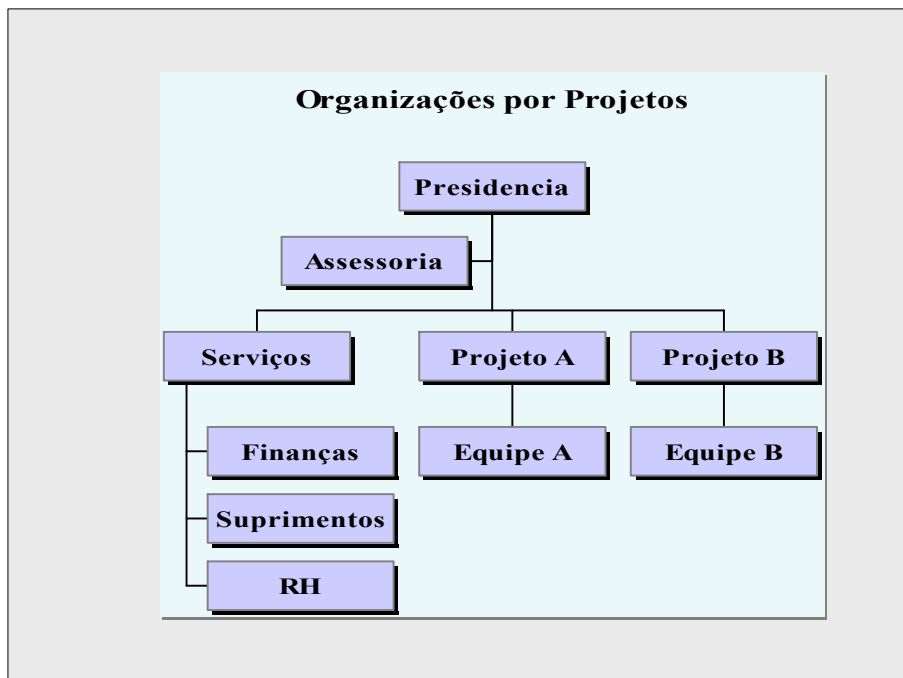 Organizações por Projetos
Presidencia
Assessoria
Serviços
Projeto A
Projeto B
Finanças
Equipe A
Equipe B
Suprimentos
RH